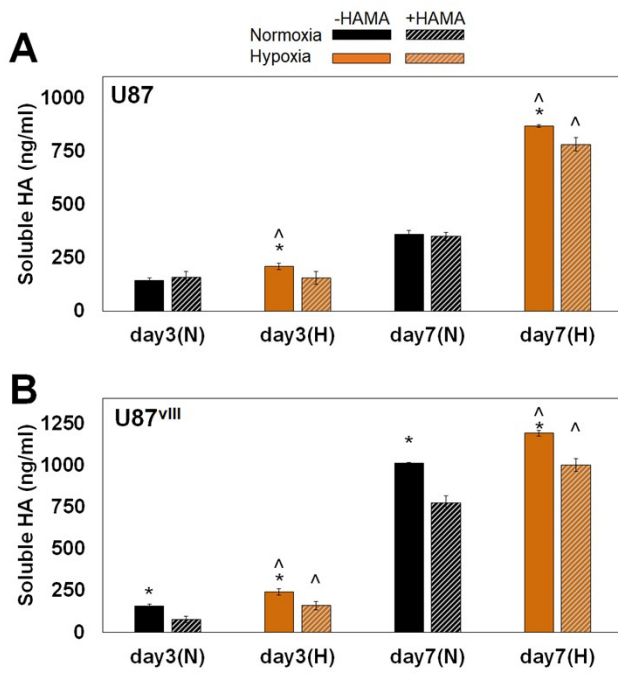 -HAMA +HAMA
Normoxia
Hypoxia
A
U87
Soluble HA (ng/ml)
1000
750
500
250
0
^
*
^
*
^
day3(N) day3(H) day7(N) day7(H)
B
U87vIII
Soluble HA (ng/ml)
1250
1000
750
500
250
0
*
^
*
^
*
^
*
^
day3(N) day3(H) day7(N) day7(H)